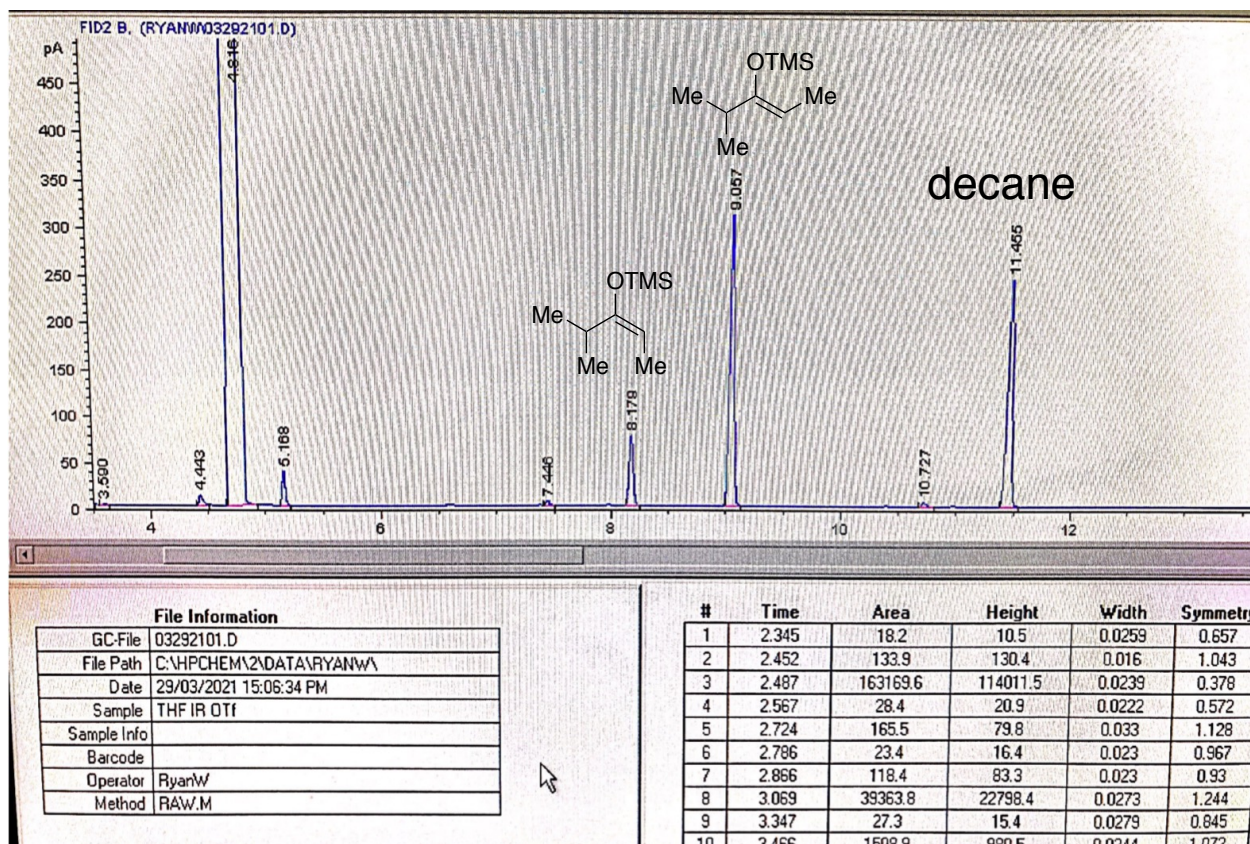 FID2 B, (RYANW\03292101.D)
pA
450
400
350
300
250
200
150
100
50
0
3.590
4.443
4.816
5.168
7.446
8.179
9.057
10.727
11.455
OTMS
Me
Me
Me
OTMS
Me
Me
Me
decane
4
6
8
10
12
File Information
GC-File 03292101.D
File Path C:\HPCHEM\2\DATA\RYANW\
Date 29/03/2021 15:06:34 PM
Sample THF IR OTf
Sample Info
Barcode
Operator RyanW
Method RAW.M
# Time Area Height Width Symmetr
1 2.345 18.2 10.5 0.0259 0.657
2 2.452 133.9 130.4 0.016 1.043
3 2.487 163169.6 114011.5 0.0239 0.378
4 2.567 28.4 20.9 0.0222 0.572
5 2.724 165.5 79.8 0.033 1.128
6 2.786 23.4 16.4 0.023 0.967
7 2.866 118.4 83.3 0.023 0.93
8 3.069 39363.8 22798.4 0.0273 1.244
9 3.347 27.3 15.4 0.0279 0.845
10 3.466